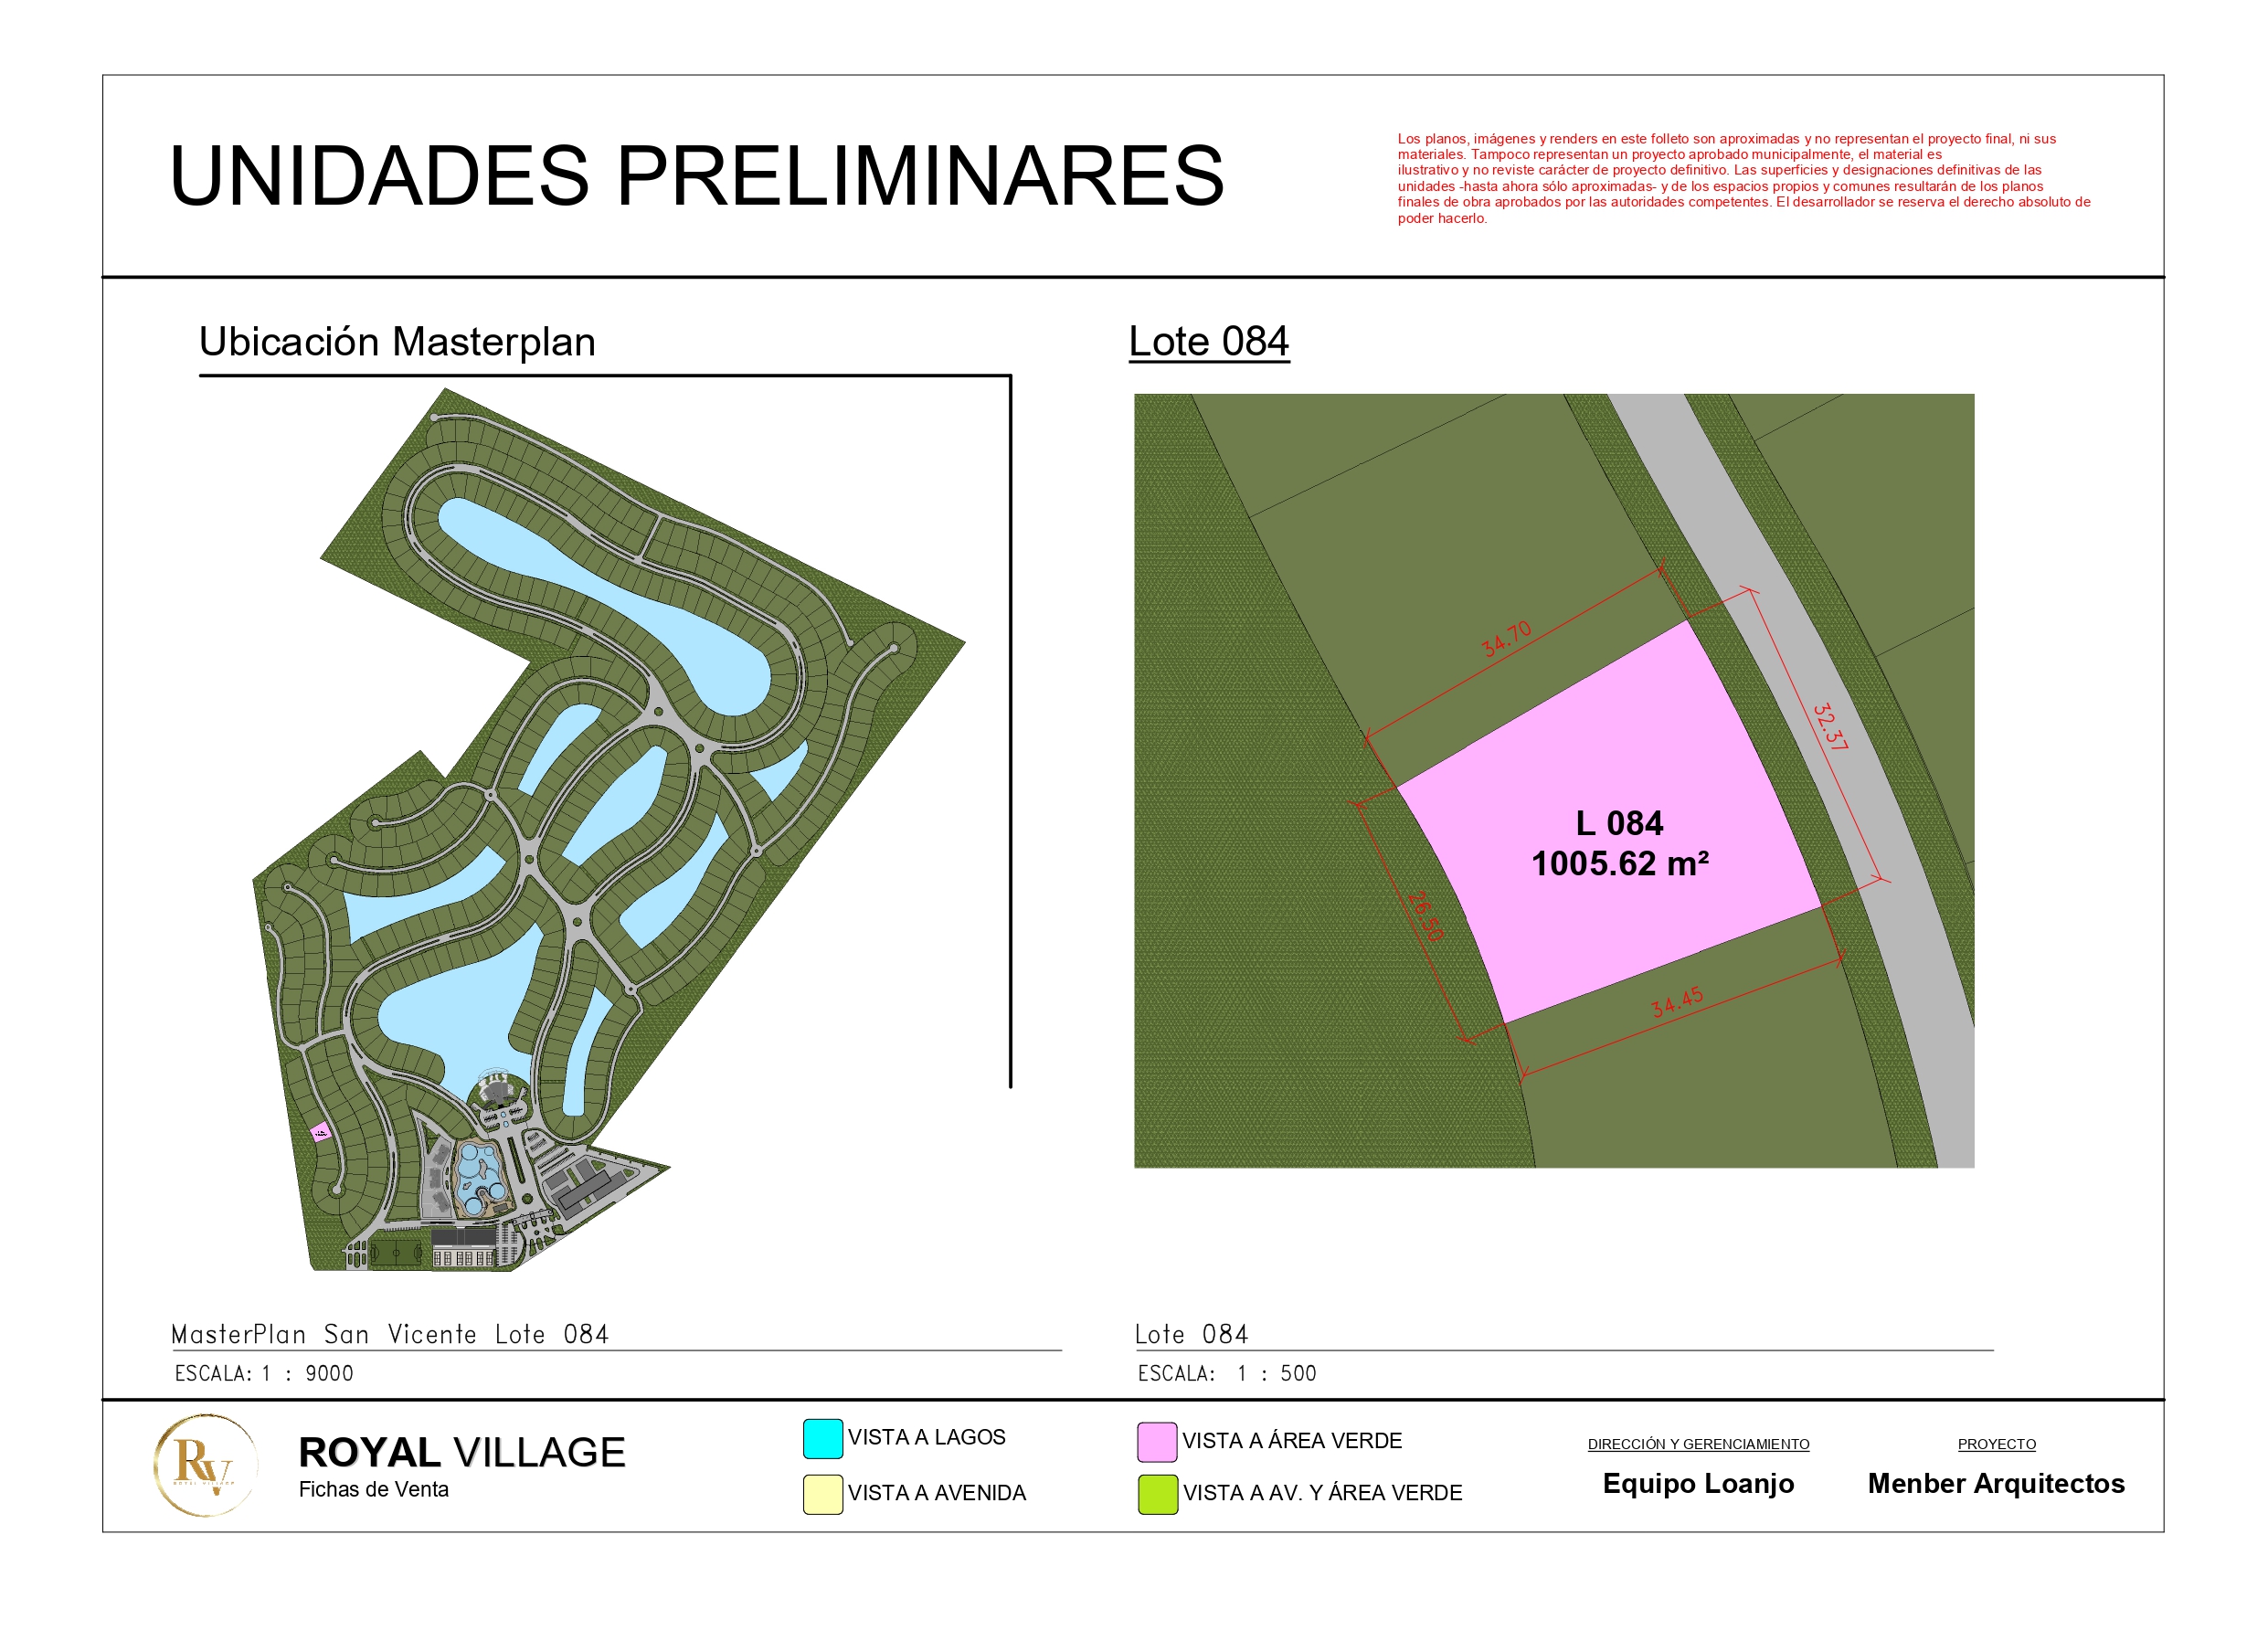 UNIDADES PRELIMINARES
Los planos, imágenes y renders en este folleto son aproximadas y no representan el proyecto final, ni sus
materiales. Tampoco representan un proyecto aprobado municipalmente, el material es
ilustrativo y no reviste carácter de proyecto definitivo. Las superficies y designaciones definitivas de las
unidades -hasta ahora sólo aproximadas- y de los espacios propios y comunes resultarán de los planos
finales de obra aprobados por las autoridades competentes. El desarrollador se reserva el derecho absoluto de
poder hacerlo.
Ubicación Masterplan
Lote 084
34.70
32.37
L 084
1005.62 m²
26.50
34.45
MasterPlan San Vicente Lote 084
ESCALA: 1 : 9000
Lote 084
ESCALA: 1 : 500
RV
ROYAL VILLAGE
ROYAL VILLAGE
Fichas de Venta
VISTA A LAGOS
VISTA A AVENIDA
VISTA A ÁREA VERDE
VISTA A AV. Y ÁREA VERDE
DIRECCIÓN Y GERENCIAMIENTO
Equipo Loanjo
PROYECTO
Menber Arquitectos